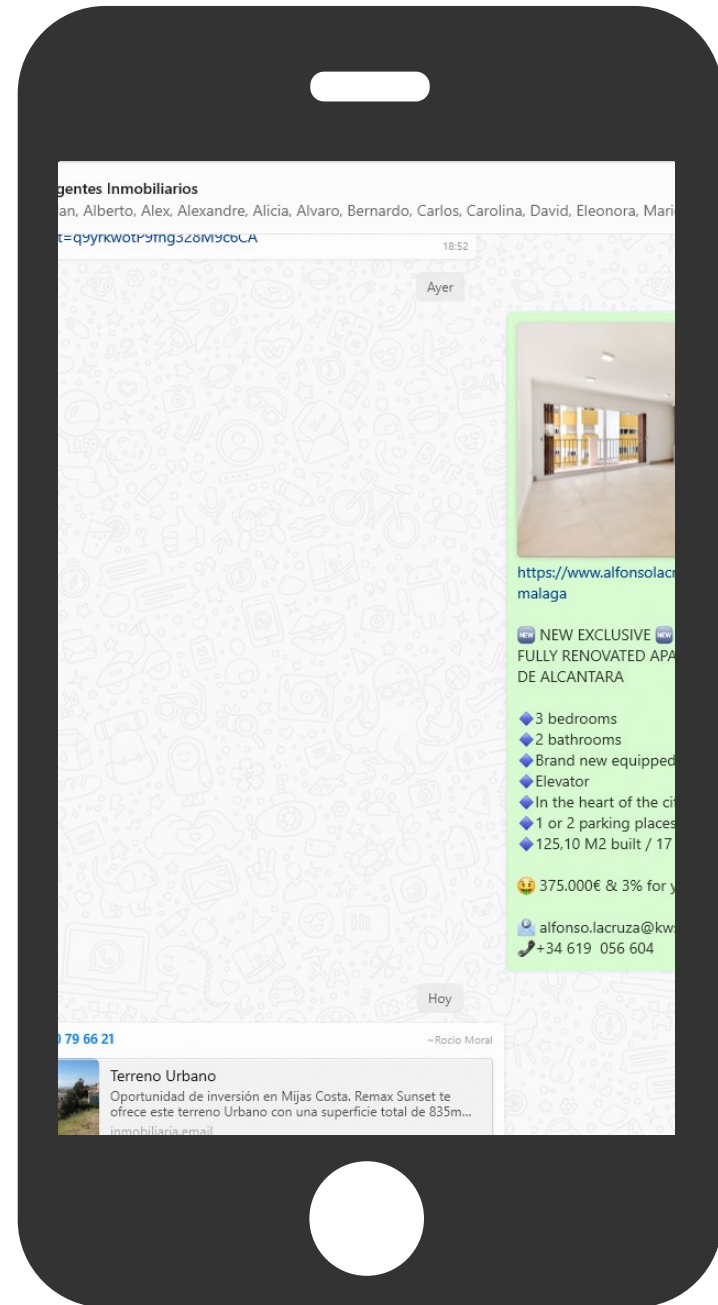 gentes Inmobiliarios
an, Alberto, Alex, Alexandre, Alicia, Alvaro, Bernardo, Carlos, Carolina, David, Eleonora, Mari
18:52
Ayer
https://www.alfonsolacr
malaga
NEW NEW EXCLUSIVE NEW
FULLY RENOVATED APA
DE ALCANTARA
3 bedrooms
2 bathrooms
Brand new equipped
Elevator
In the heart of the cit
1 or 2 parking places
125,10 M2 built / 17
375.000€ & 3% for y
alfonso.lacruza@kws
+34 619 056 604
Hoy
0 79 66 21
~Rocio Moral
Terreno Urbano
Oportunidad de inversión en Mijas Costa. Remax Sunset te
ofrece este terreno Urbano con una superficie total de 835m...
inmobiliaria.email